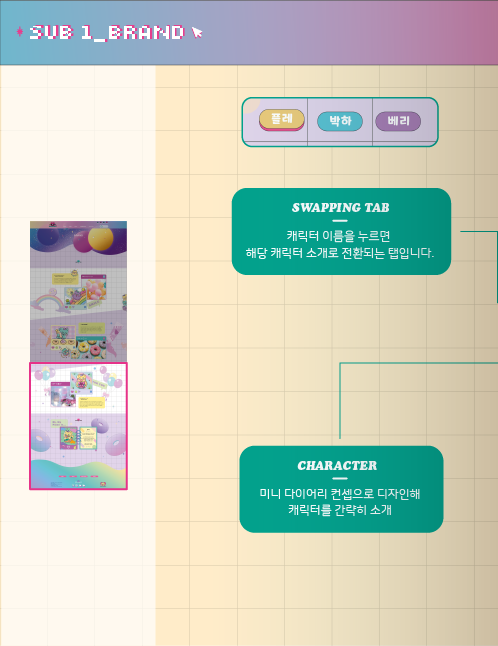 SUB 1_BRAND
플레 박하 베리
SWAPPING TAB
캐릭터 이름을 누르면
해당 캐릭터 소개로 전환되는 탭입니다.
CHARACTER
미니 다이어리 컨셉으로 디자인해
캐릭터를 간략히 소개